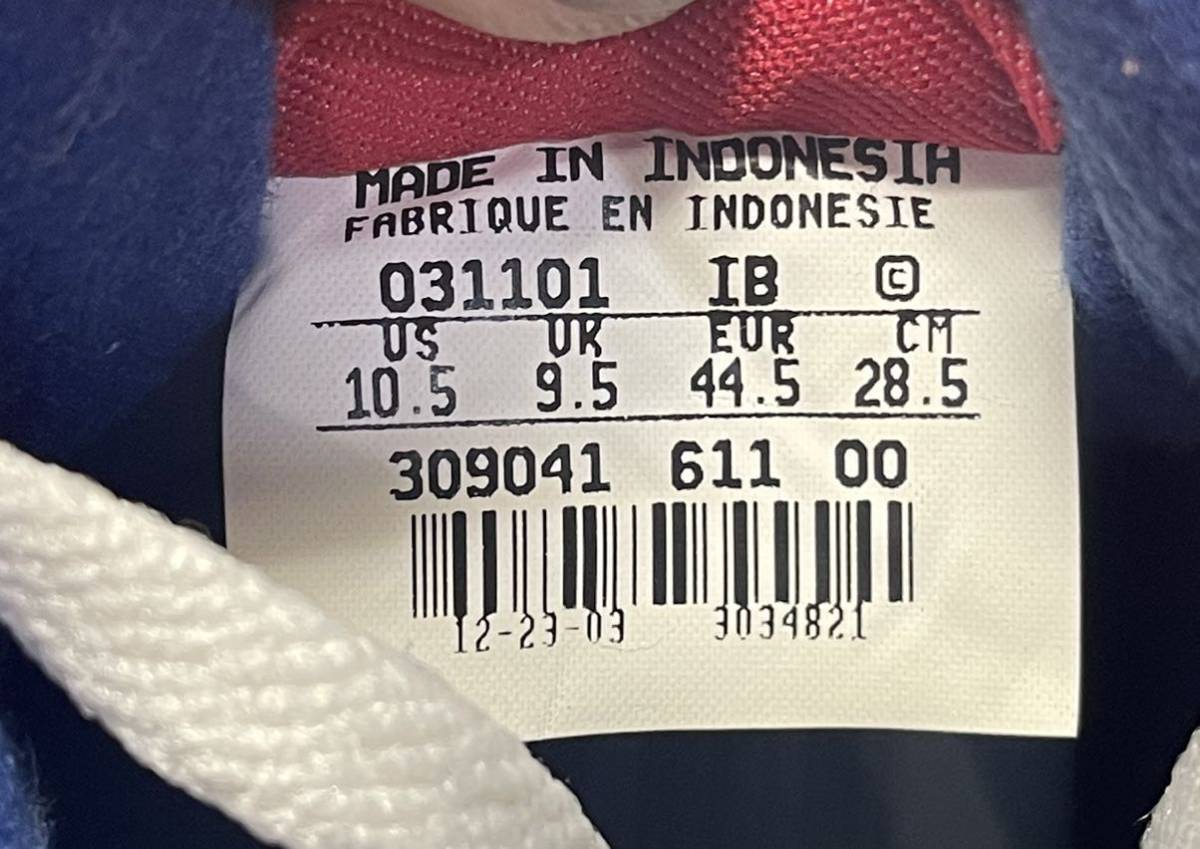 MADE IN INDONESIA
FABRIQUE EN INDONESIE
031101 IB ©
US UK EUR CM
10.5 9.5 44.5 28.5
309041 611 00
12-23-03 3034821